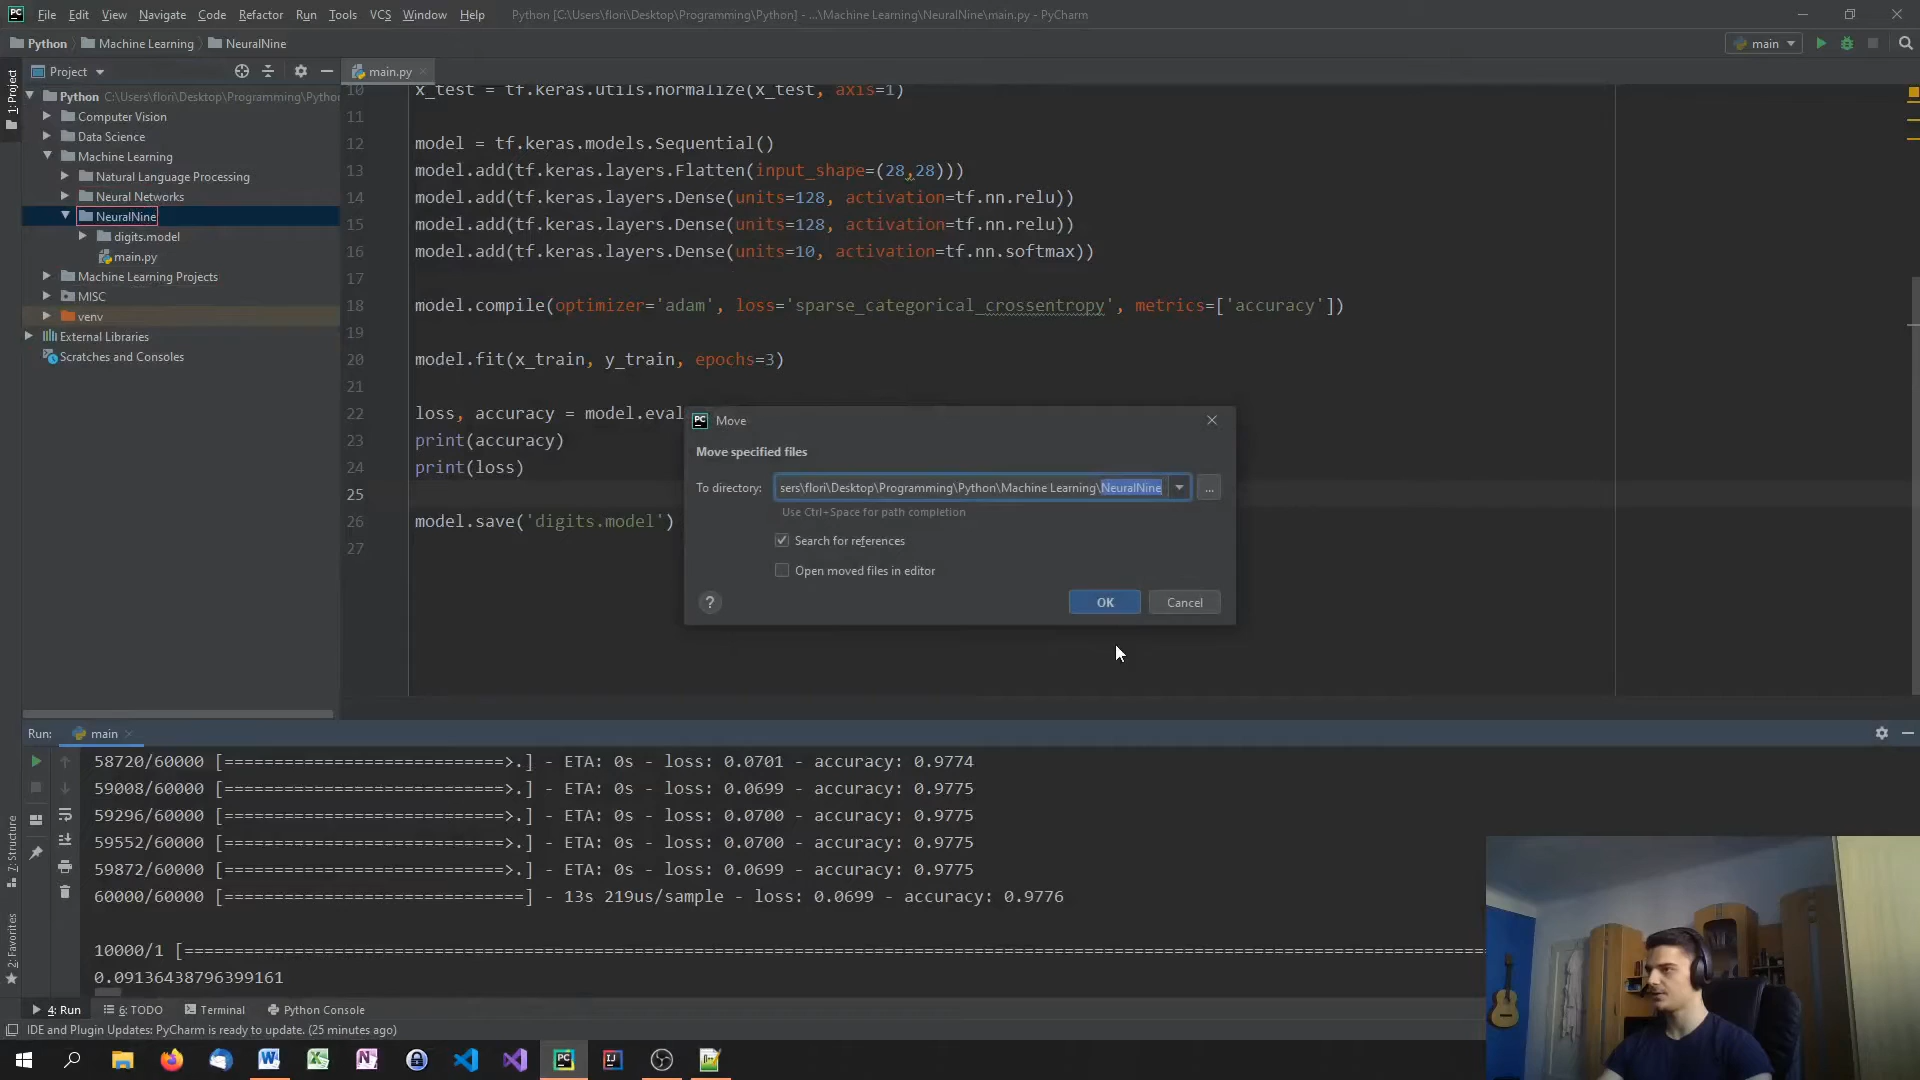 File Edit View Navigate Code Refactor Run Tools VCS Window Help Python [C:\Users\flori\Desktop\Programming\Python] - ...\Machine Learning\NeuralNine\main.py - PyCharm
Python Machine Learning NeuralNine main
Project main.py
1: Project
Python C:\Users\flori\Desktop\Programming\Pytho
Computer Vision
Data Science
Machine Learning
Natural Language Processing
Neural Networks
NeuralNine
digits.model
main.py
Machine Learning Projects
MISC
venv
External Libraries
Scratches and Consoles
10 x_test = tf.keras.utils.normalize(x_test, axis=1)
11
12 model = tf.keras.models.Sequential()
13 model.add(tf.keras.layers.Flatten(input_shape=(28,28)))
14 model.add(tf.keras.layers.Dense(units=128, activation=tf.nn.relu))
15 model.add(tf.keras.layers.Dense(units=128, activation=tf.nn.relu))
16 model.add(tf.keras.layers.Dense(units=10, activation=tf.nn.softmax))
17
18 model.compile(optimizer='adam', loss='sparse_categorical_crossentropy', metrics=['accuracy'])
19
20 model.fit(x_train, y_train, epochs=3)
21
22 loss, accuracy = model.eval
23 print(accuracy)
24 print(loss)
25
26 model.save('digits.model')
27
Move
Move specified files
To directory: sers\flori\Desktop\Programming\Python\Machine Learning\NeuralNine ...
Use Ctrl+Space for path completion
Search for references
Open moved files in editor
? OK Cancel
Run: main
58720/60000 [============================>.] - ETA: 0s - loss: 0.0701 - accuracy: 0.9774
59008/60000 [============================>.] - ETA: 0s - loss: 0.0699 - accuracy: 0.9775
59296/60000 [============================>.] - ETA: 0s - loss: 0.0700 - accuracy: 0.9775
59552/60000 [============================>.] - ETA: 0s - loss: 0.0700 - accuracy: 0.9775
59872/60000 [============================>.] - ETA: 0s - loss: 0.0699 - accuracy: 0.9775
60000/60000 [==============================] - 13s 219us/sample - loss: 0.0699 - accuracy: 0.9776
10000/1 [==================================================================
0.09136438796399161
7: Structure
2: Favorites
4: Run 6: TODO Terminal Python Console
IDE and Plugin Updates: PyCharm is ready to update. (25 minutes ago)